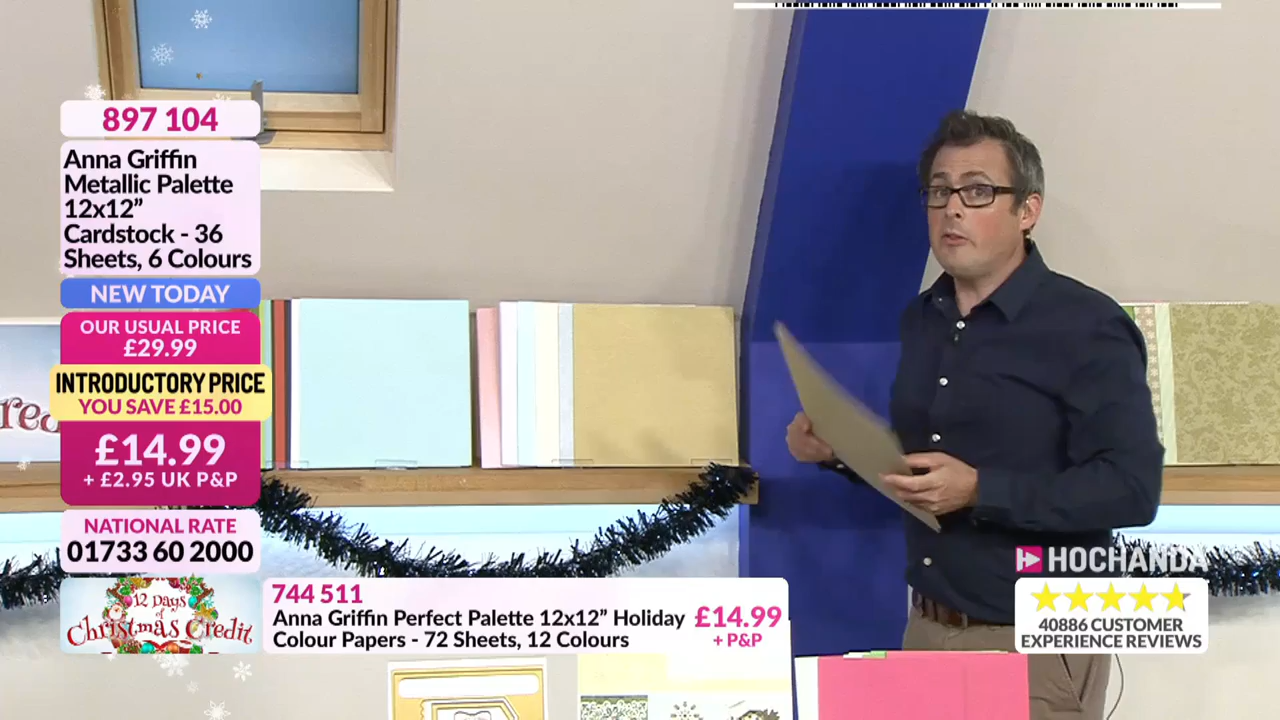 897 104
Anna Griffin
Metallic Palette
12x12”
Cardstock - 36
Sheets, 6 Colours
NEW TODAY
OUR USUAL PRICE
£29.99
INTRODUCTORY PRICE
YOU SAVE £15.00
£14.99
+ £2.95 UK P&P
NATIONAL RATE
01733 60 2000
12 Days
of
Christmas Credit
744 511
Anna Griffin Perfect Palette 12x12” Holiday
Colour Papers - 72 Sheets, 12 Colours
£14.99
+ P&P
HOCHANDA
40886 CUSTOMER
EXPERIENCE REVIEWS